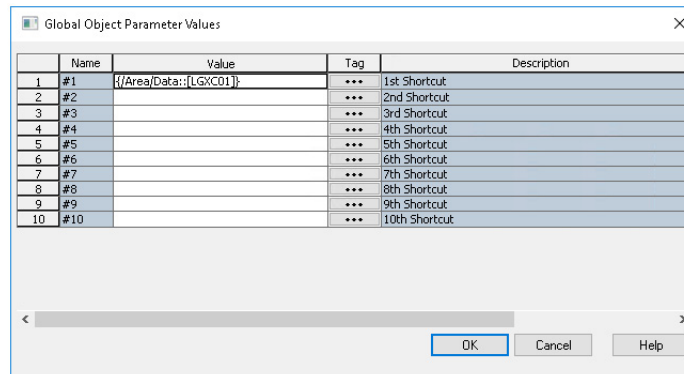 Global Object Parameter Values
Name Value Tag Description
1 #1 {/Area/Data::[LGXC01]} ••• 1st Shortcut
2 #2 ••• 2nd Shortcut
3 #3 ••• 3rd Shortcut
4 #4 ••• 4th Shortcut
5 #5 ••• 5th Shortcut
6 #6 ••• 6th Shortcut
7 #7 ••• 7th Shortcut
8 #8 ••• 8th Shortcut
9 #9 ••• 9th Shortcut
10 #10 ••• 10th Shortcut
OK Cancel Help